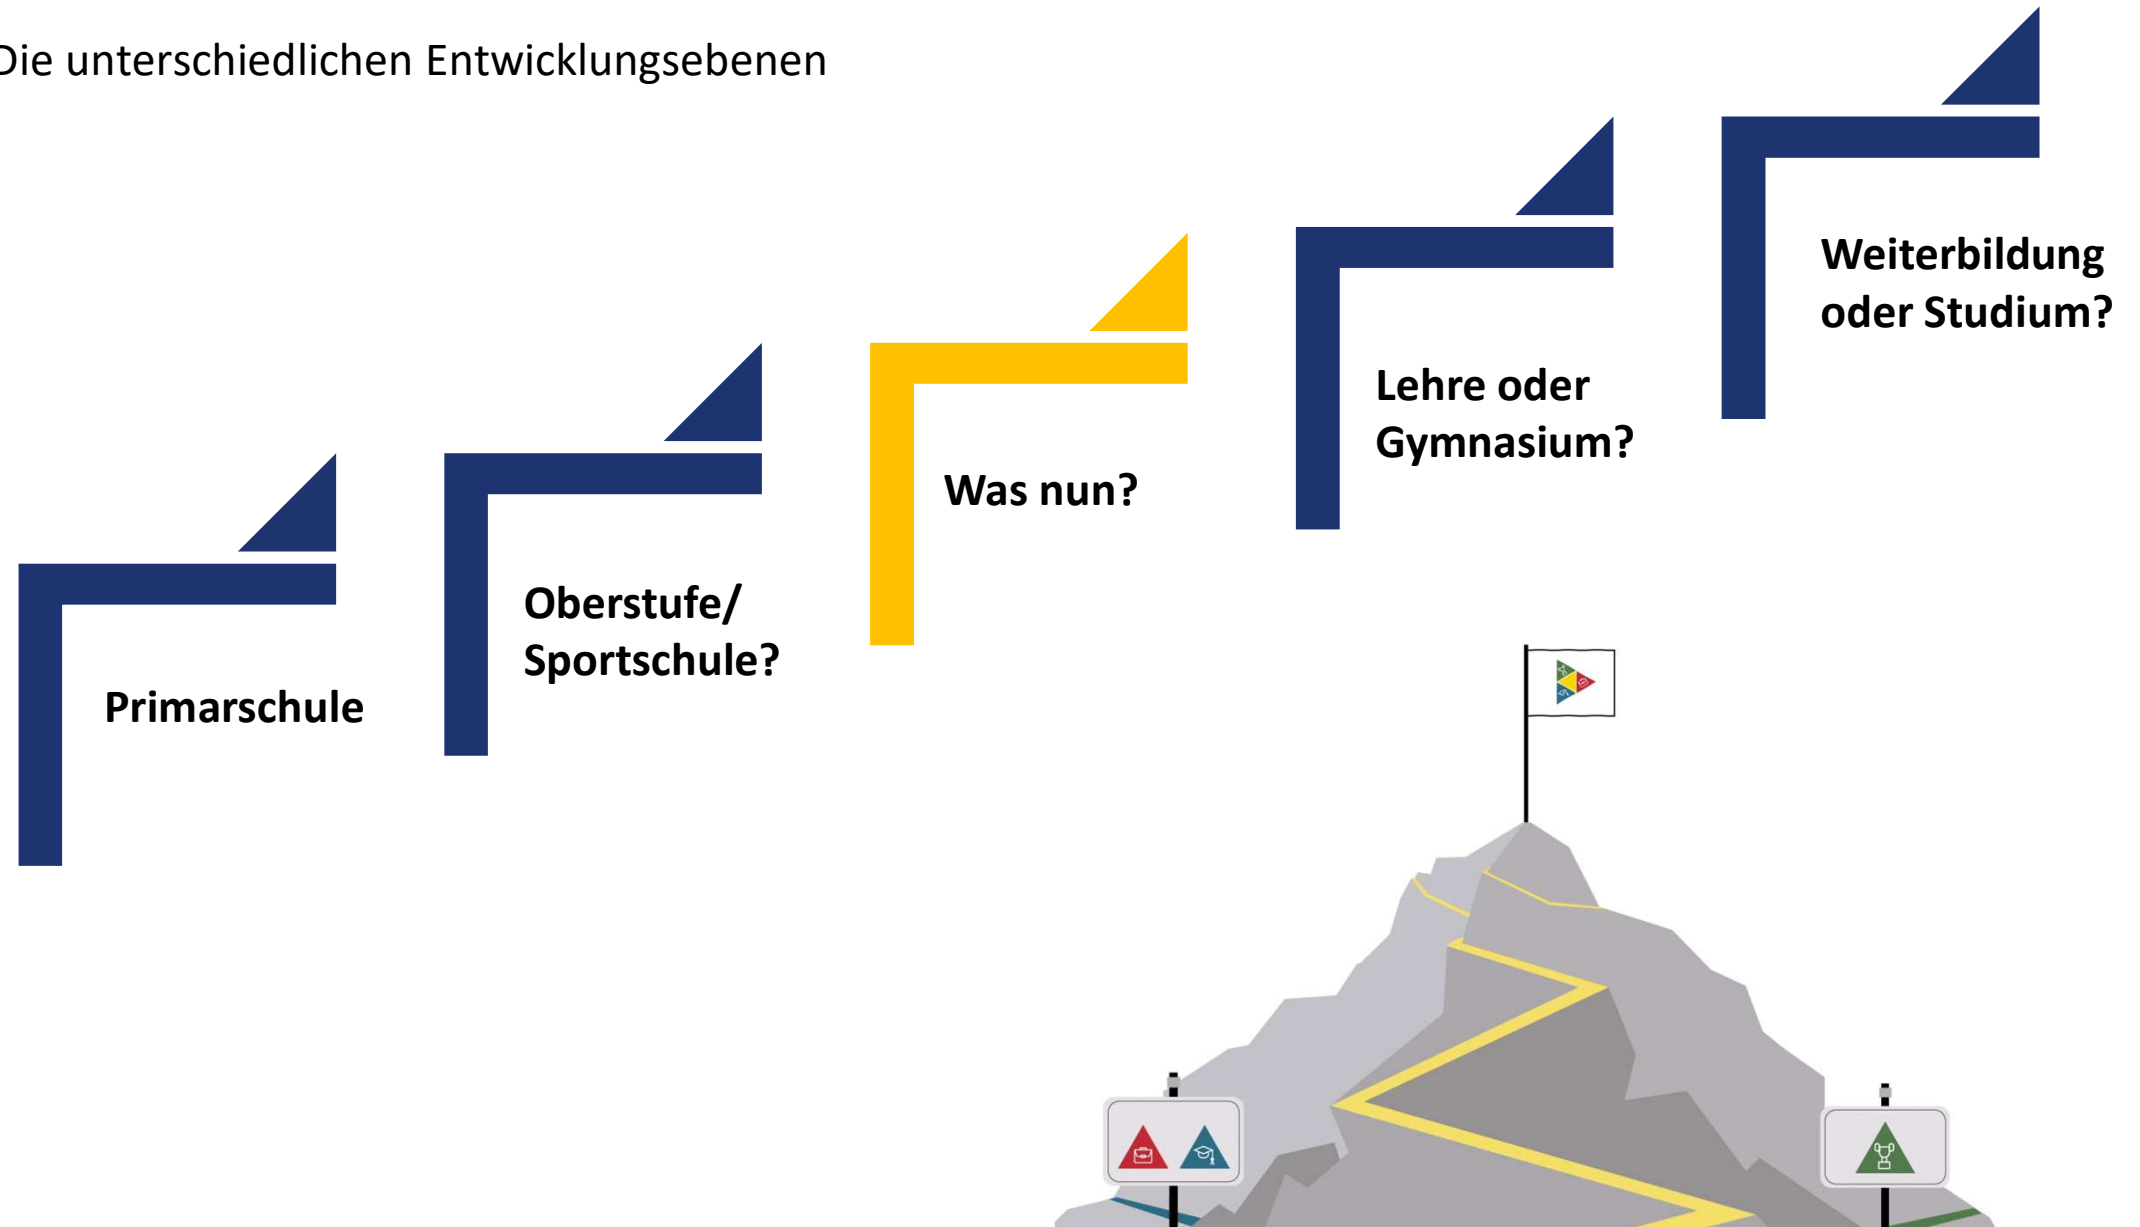 Die unterschiedlichen Entwicklungsebenen
Primarschule
Oberstufe/
Sportschule?
Was nun?
Lehre oder
Gymnasium?
Weiterbildung
oder Studium?